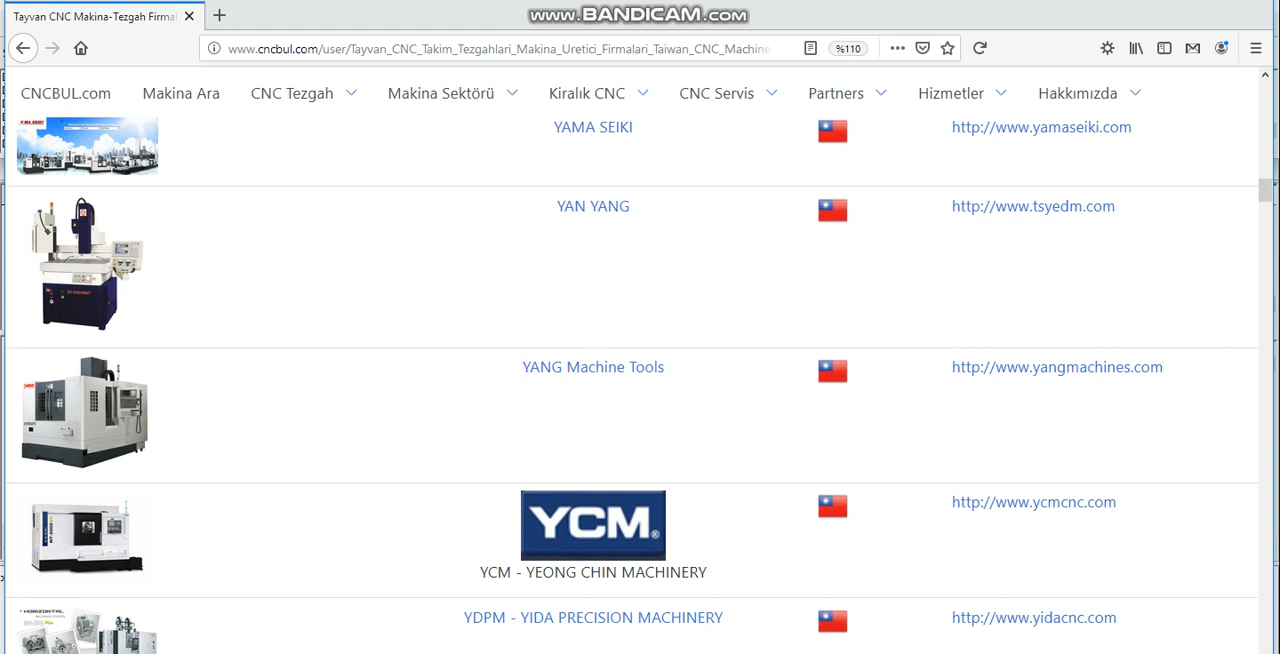 Tayvan CNC Makina-Tezgah Firmal
www.BANDICAM.com
www.cncbul.com/user/Tayvan_CNC_Takim_Tezgahlari_Makina_Uretici_Firmalari_Taiwan_CNC_Machine
%110
CNCBUL.com Makina Ara CNC Tezgah Makina Sektörü Kiralık CNC CNC Servis Partners Hizmetler Hakkımızda
YAMA SEIKI http://www.yamaseiki.com
YAN YANG http://www.tsyedm.com
YANG Machine Tools http://www.yangmachines.com
YCM® http://www.ycmcnc.com
YCM - YEONG CHIN MACHINERY
HORIZONTAL
YDPM - YIDA PRECISION MACHINERY http://www.yidacnc.com